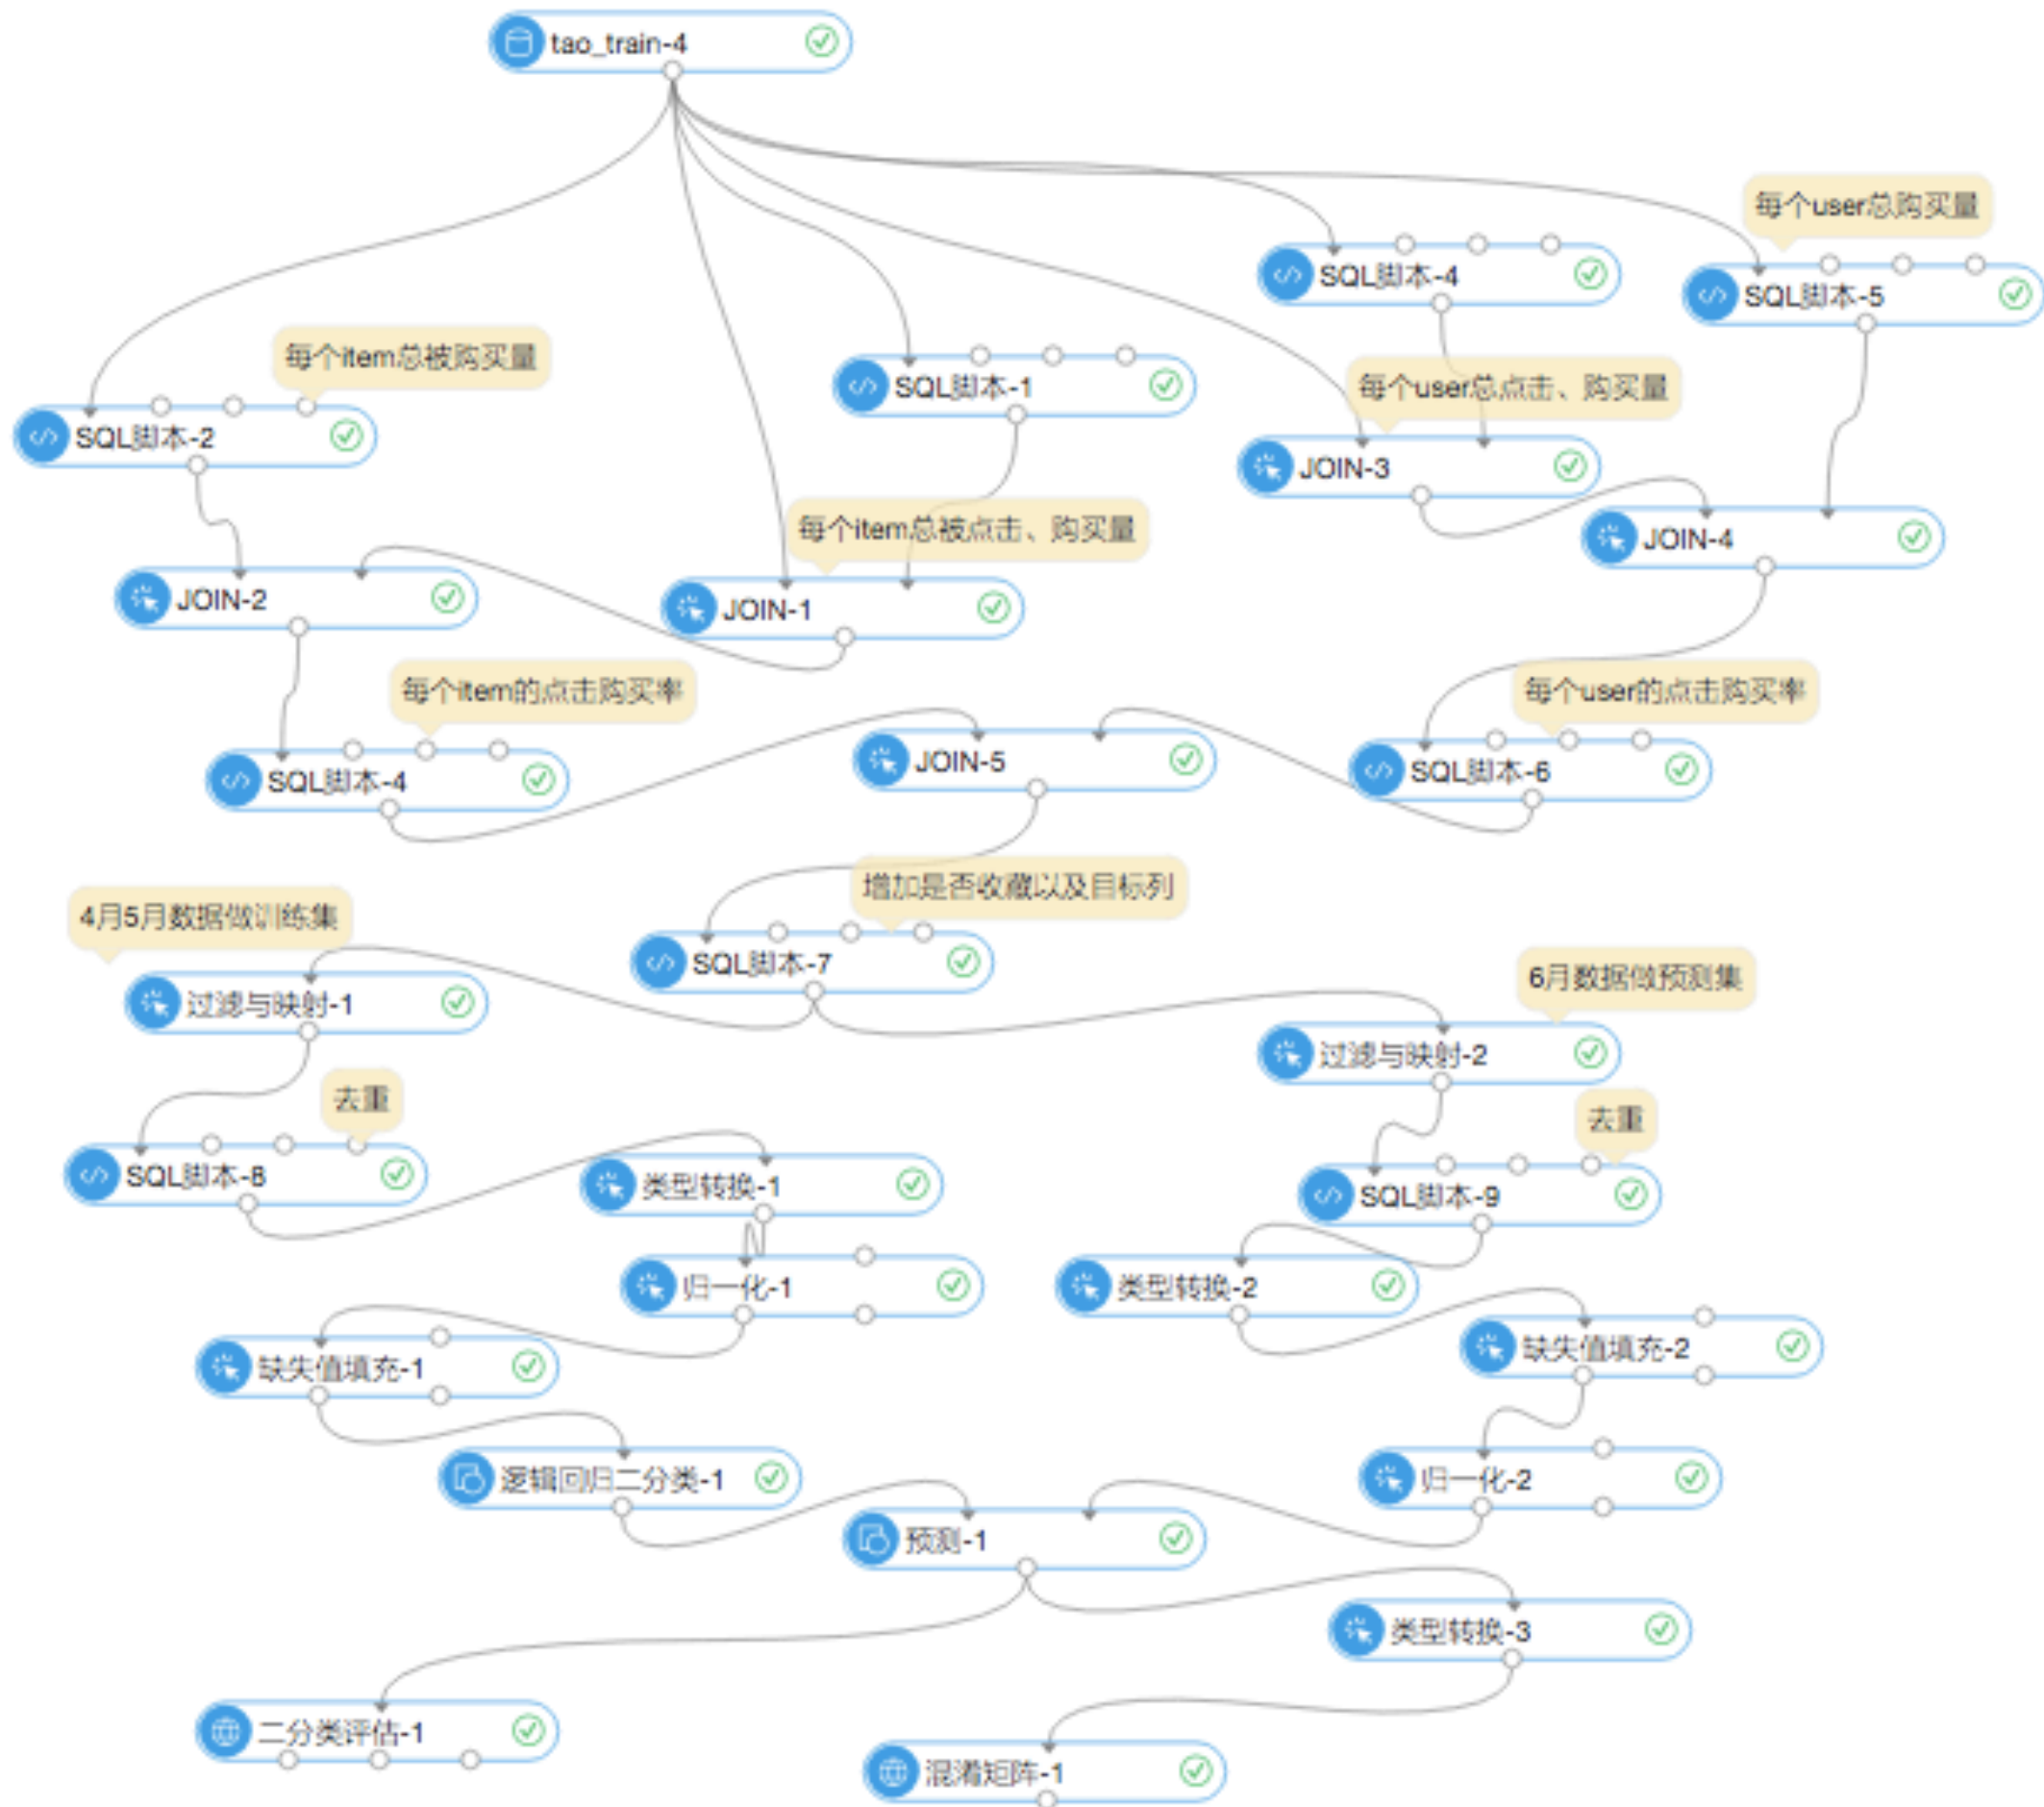 tao_train-4
每个user总购买量
SQL脚本-4
SQL脚本-5
每个item总被购买量
SQL脚本-1
每个user总点击、购买量
SQL脚本-2
JOIN-3
每个item总被点击、购买量
JOIN-4
JOIN-2
JOIN-1
每个item的点击购买率
每个user的点击购买率
SQL脚本-4
JOIN-5
SQL脚本-6
增加是否收藏以及目标列
4月5月数据做训练集
SQL脚本-7
6月数据做预测集
过滤与映射-1
过滤与映射-2
去重
去重
SQL脚本-8
类型转换-1
SQL脚本-9
归一化-1
类型转换-2
缺失值填充-1
缺失值填充-2
逻辑回归二分类-1
归一化-2
预测-1
类型转换-3
二分类评估-1
混淆矩阵-1